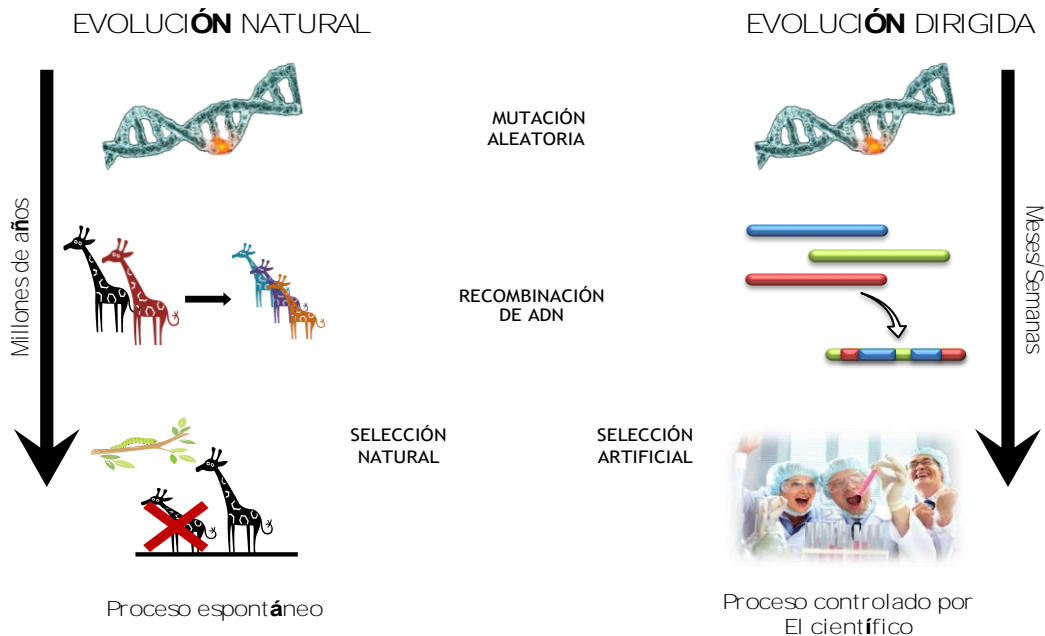 EVOLUCIÓN NATURAL
EVOLUCIÓN DIRIGIDA
Millones de años
MUTACIÓN
ALEATORIA
Meses/Semanas
RECOMBINACIÓN
DE ADN
SELECCIÓN
NATURAL
SELECCIÓN
ARTIFICIAL
Proceso espontáneo
Proceso controlado por
El científico